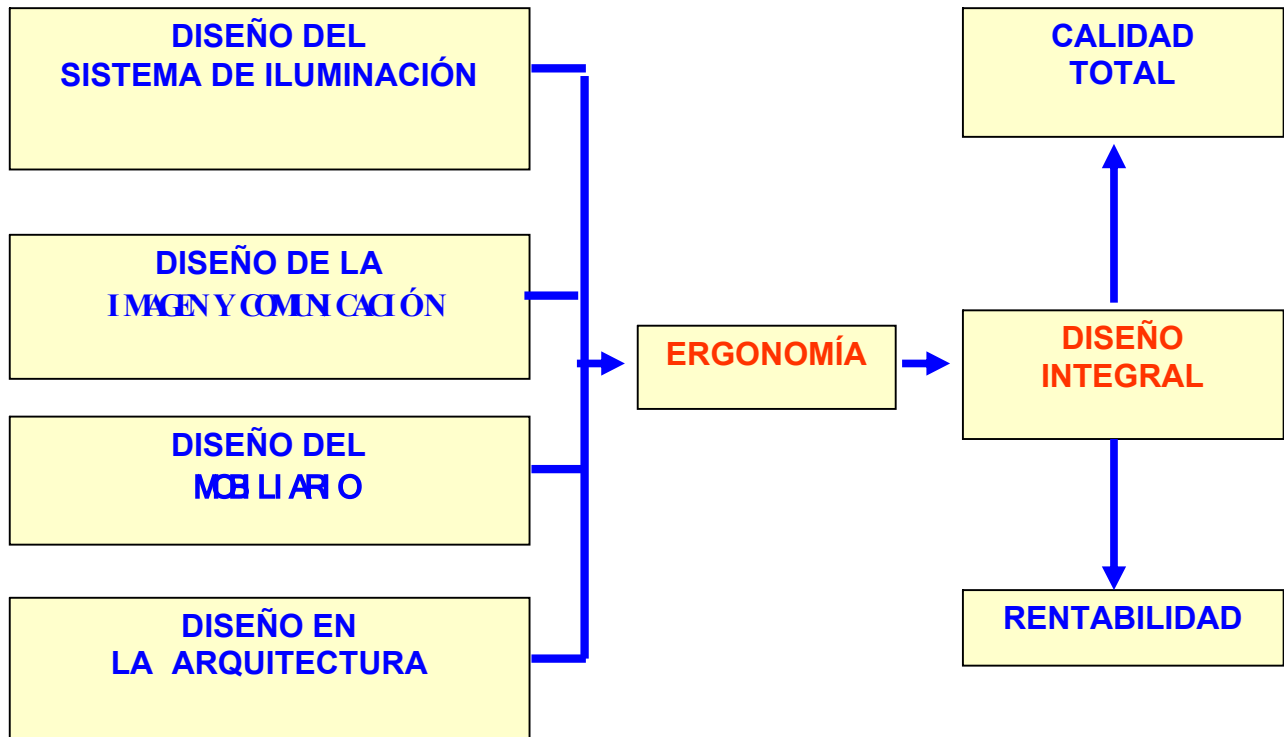 DISEÑO DEL
SISTEMA DE ILUMINACIÓN
DISEÑO DE LA
IMAGEN Y COMUNICACIÓN
DISEÑO DEL
MOBILIARIO
DISEÑO EN
LA ARQUITECTURA
ERGONOMÍA
CALIDAD
TOTAL
DISEÑO
INTEGRAL
RENTABILIDAD